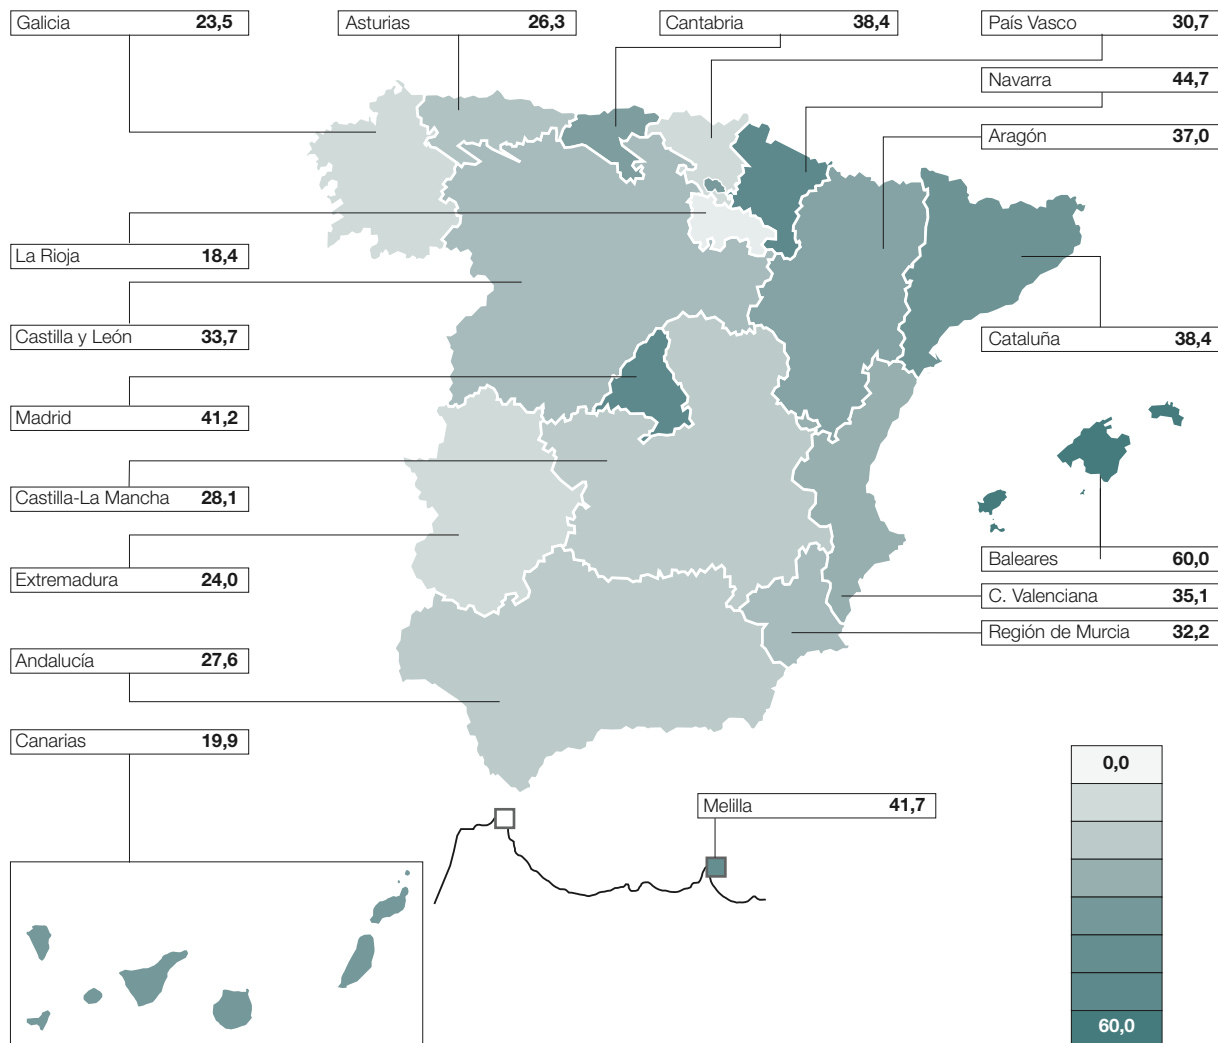 Galicia 23,5
Asturias 26,3
Cantabria 38,4
País Vasco 30,7
Navarra 44,7
Aragón 37,0
La Rioja 18,4
Castilla y León 33,7
Cataluña 38,4
Madrid 41,2
Castilla-La Mancha 28,1
Baleares 60,0
Extremadura 24,0
C. Valenciana 35,1
Región de Murcia 32,2
Andalucía 27,6
Canarias 19,9
Melilla 41,7
0,0
60,0